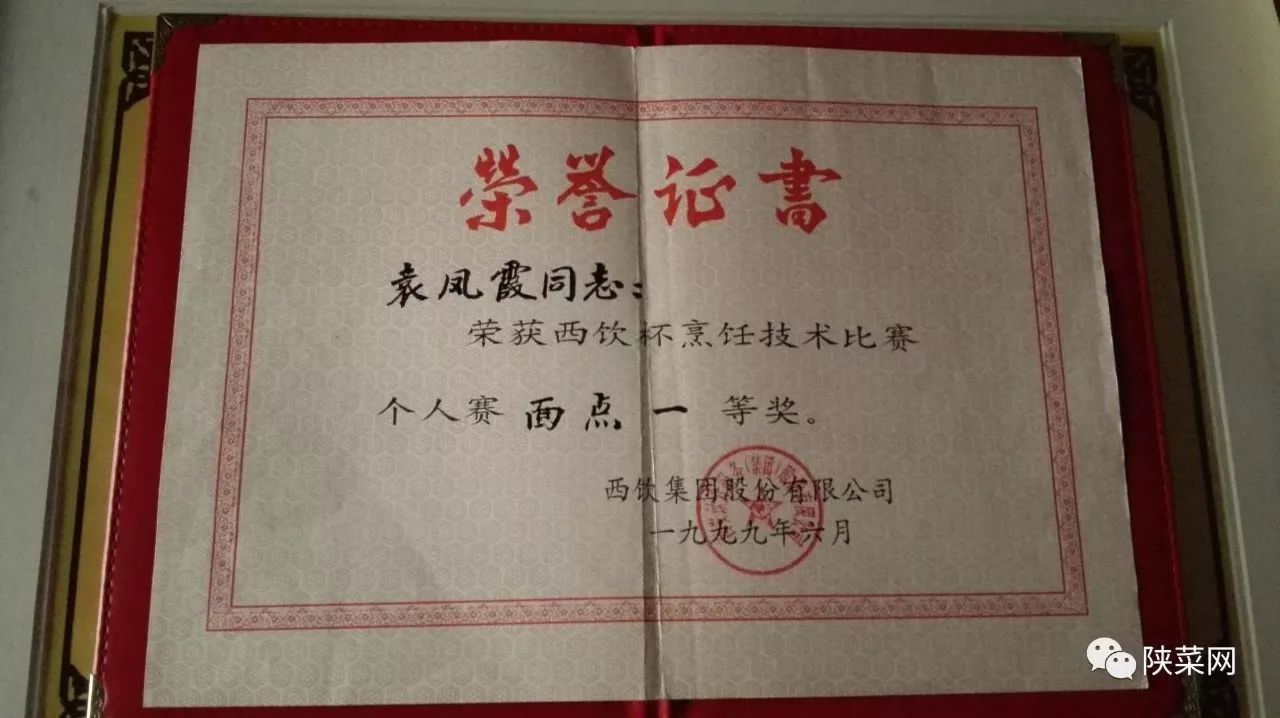 榮誉证書
袁凤霞同志：
荣获西饮杯烹饪技术比赛
个人赛 面点 一 等奖。
西饮集团股份有限公司
一九九九年六月
陕菜网